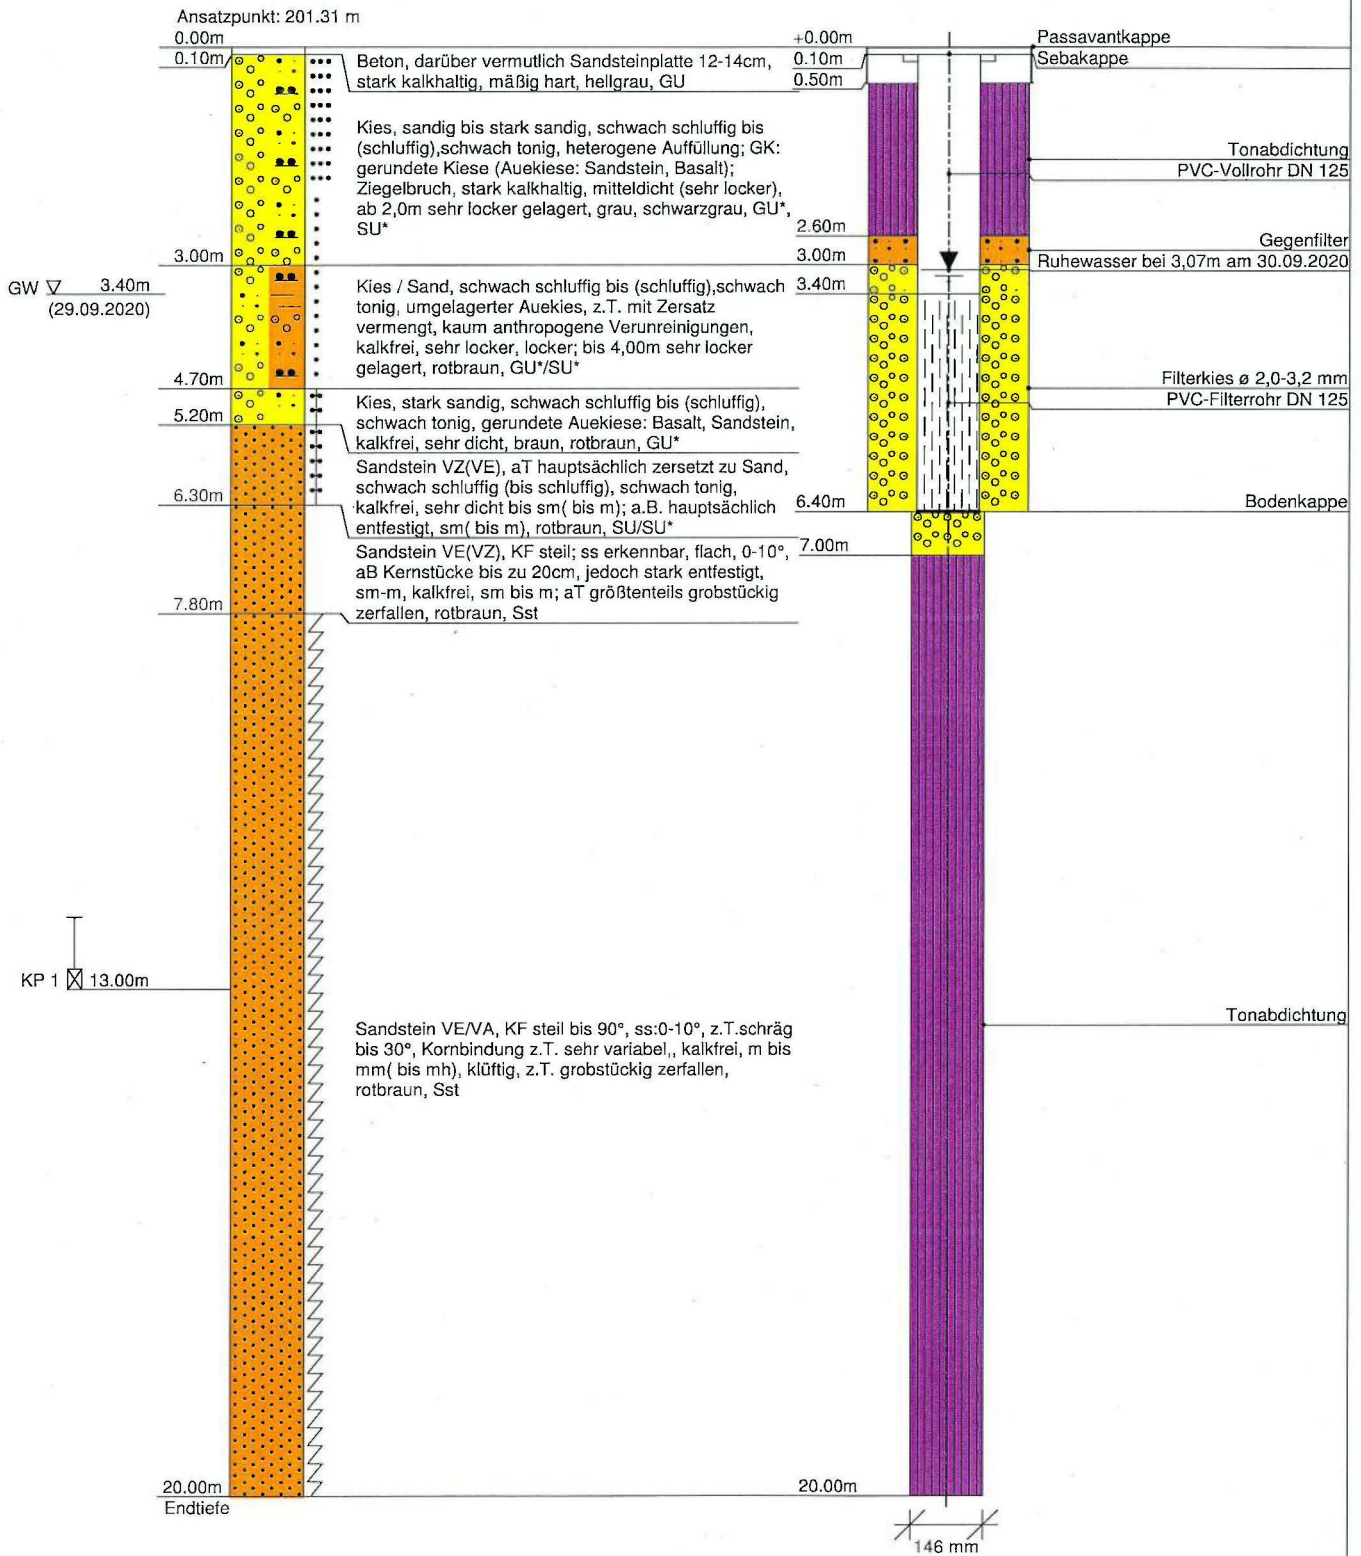 Ansatzpunkt: 201.31 m
0.00m
0.10m
Beton, darüber vermutlich Sandsteinplatte 12-14cm,
stark kalkhaltig, mäßig hart, hellgrau, GU
Kies, sandig bis stark sandig, schwach schluffig bis
(schluffig),schwach tonig, heterogene Auffüllung; GK:
gerundete Kiese (Auekiese: Sandstein, Basalt);
Ziegelbruch, stark kalkhaltig, mitteldicht (sehr locker),
ab 2,0m sehr locker gelagert, grau, schwarzgrau, GU*,
SU*
3.00m
GW 3.40m
(29.09.2020)
Kies / Sand, schwach schluffig bis (schluffig),schwach
tonig, umgelagerter Auekies, z.T. mit Zersatz
vermengt, kaum anthropogene Verunreinigungen,
kalkfrei, sehr locker, locker; bis 4,00m sehr locker
gelagert, rotbraun, GU*/SU*
4.70m
Kies, stark sandig, schwach schluffig bis (schluffig),
schwach tonig, gerundete Auekiese: Basalt, Sandstein,
kalkfrei, sehr dicht, braun, rotbraun, GU*
5.20m
Sandstein VZ(VE), aT hauptsächlich zersetzt zu Sand,
schwach schluffig (bis schluffig), schwach tonig,
kalkfrei, sehr dicht bis sm( bis m); a.B. hauptsächlich
entfestigt, sm( bis m), rotbraun, SU/SU*
6.30m
Sandstein VE(VZ), KF steil; ss erkennbar, flach, 0-10°,
aB Kernstücke bis zu 20cm, jedoch stark entfestigt,
sm-m, kalkfrei, sm bis m; aT größtenteils grobstückig
zerfallen, rotbraun, Sst
7.80m
KP 1 13.00m
Sandstein VE/VA, KF steil bis 90°, ss:0-10°, z.T.schräg
bis 30°, Kornbindung z.T. sehr variabel,, kalkfrei, m bis
mm( bis mh), klüftig, z.T. grobstückig zerfallen,
rotbraun, Sst
20.00m
Endtiefe
+0.00m
0.10m
0.50m
2.60m
3.00m
3.40m
6.40m
7.00m
20.00m
146 mm
Passavantkappe
Sebakappe
Tonabdichtung
PVC-Vollrohr DN 125
Gegenfilter
Ruhewasser bei 3,07m am 30.09.2020
Filterkies ø 2,0-3,2 mm
PVC-Filterrohr DN 125
Bodenkappe
Tonabdichtung